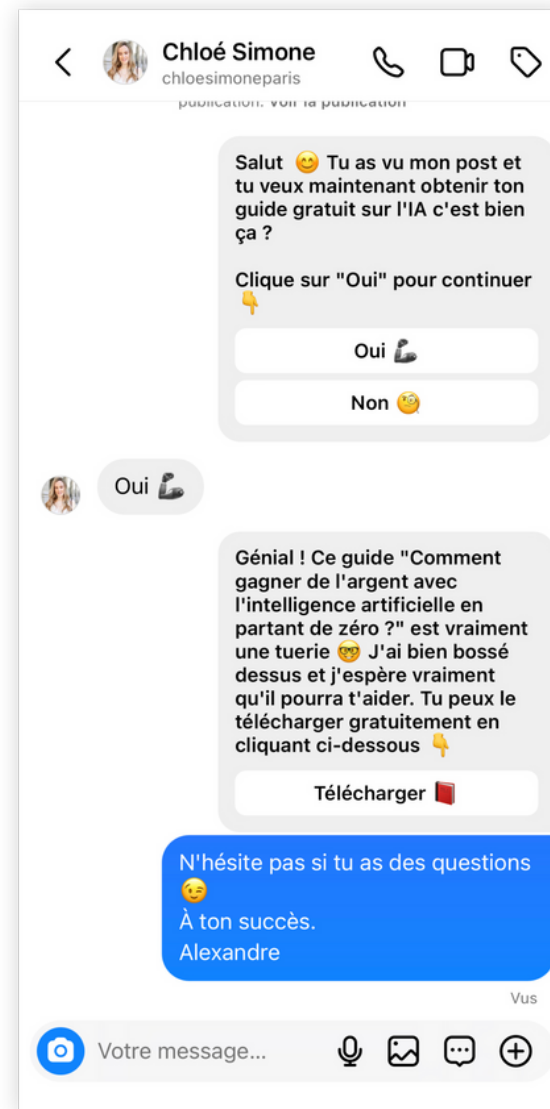 Chloé Simone
chloesimoneparis
publication. Voir la publication
Salut 😊 Tu as vu mon post et
tu veux maintenant obtenir ton
guide gratuit sur l'IA c'est bien
ça ?
Clique sur "Oui" pour continuer
👇
Oui 🦾
Non 🧐
Oui 🦾
Génial ! Ce guide "Comment
gagner de l'argent avec
l'intelligence artificielle en
partant de zéro ?" est vraiment
une tuerie 🤓 J'ai bien bossé
dessus et j'espère vraiment
qu'il pourra t'aider. Tu peux le
télécharger gratuitement en
cliquant ci-dessous 👇
Télécharger 📕
N'hésite pas si tu as des questions
😉
À ton succès.
Alexandre
Vus
Votre message...